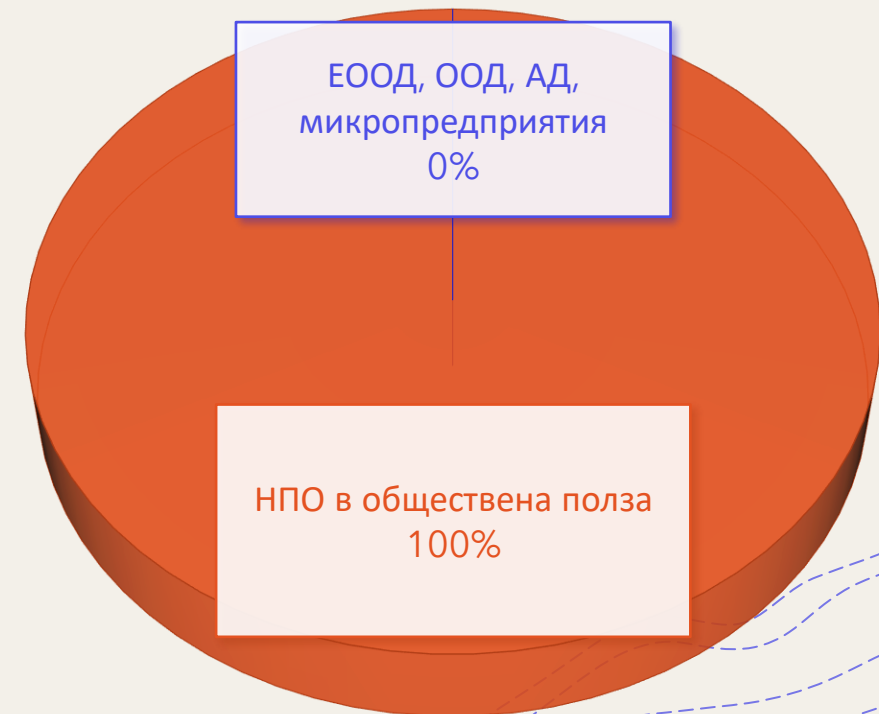 ЕООД, ООД, АД,
микропредприятия
0%
НПО в обществена полза
100%